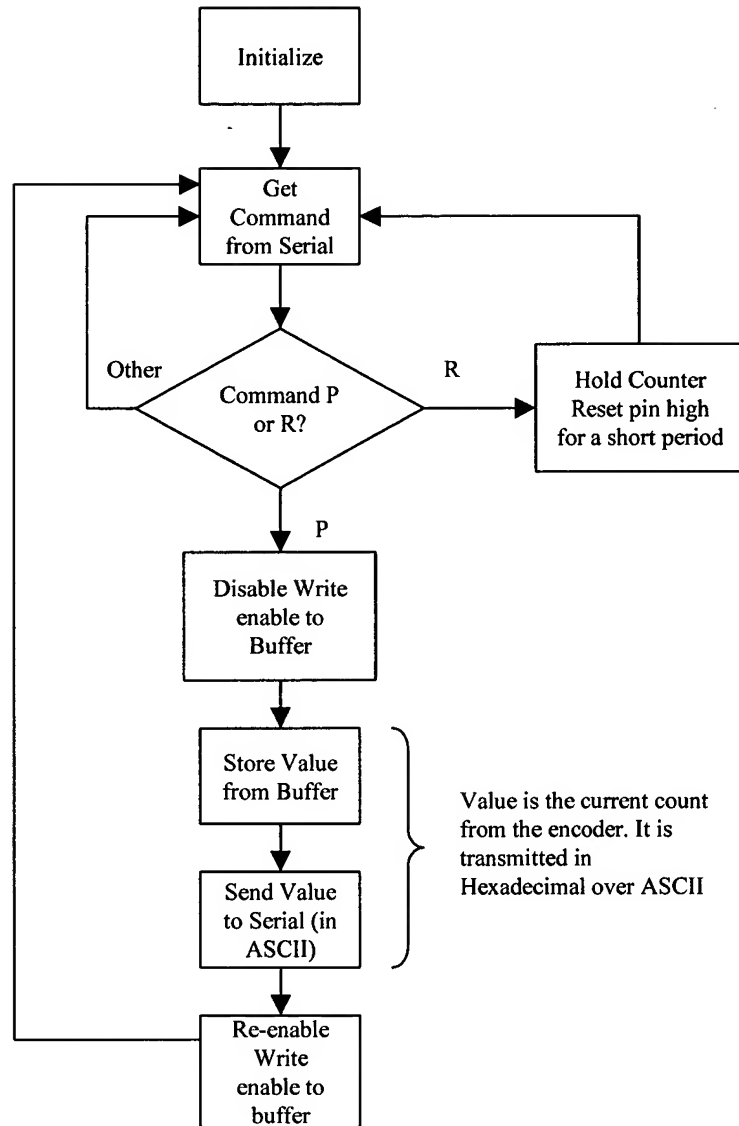 Initialize
Get
Command
from Serial
Other
Command P
or R?
R
Hold Counter
Reset pin high
for a short period
P
Disable Write
enable to
Buffer
Store Value
from Buffer
Send Value
to Serial (in
ASCII)
Value is the current count
from the encoder. It is
transmitted in
Hexadecimal over ASCII
Re-enable
Write
enable to
buffer